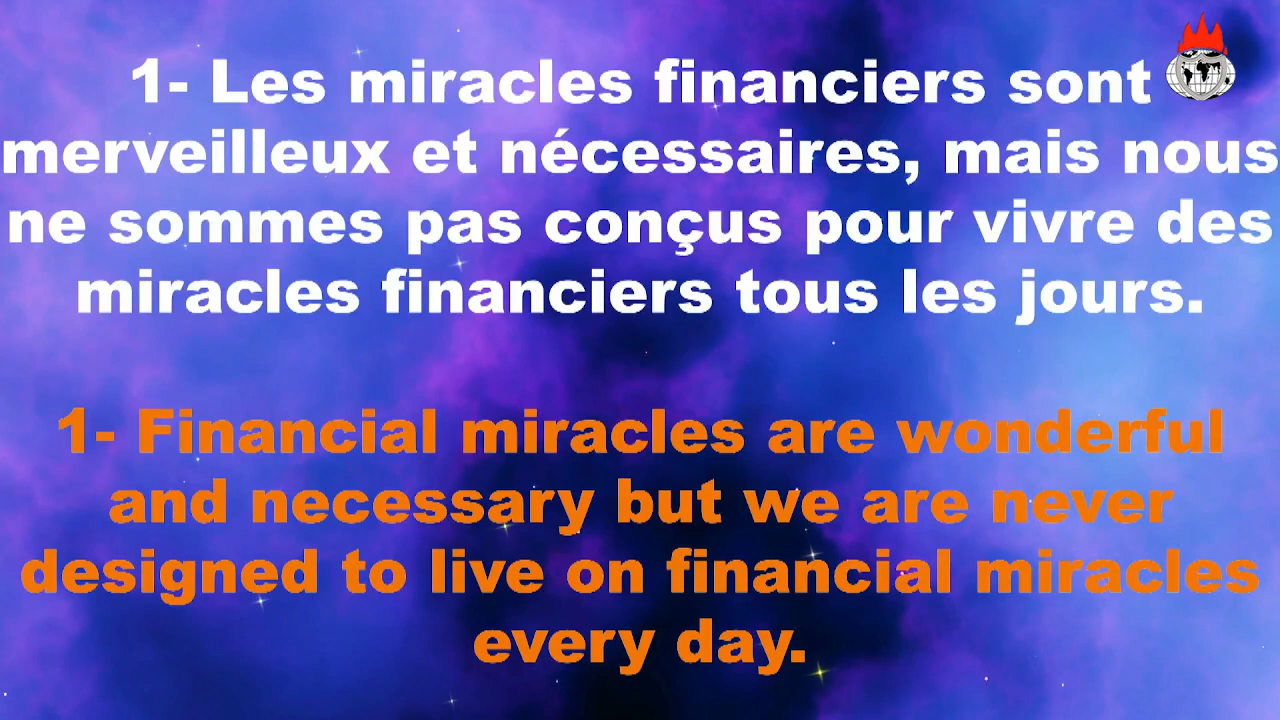 1- Les miracles financiers sont
merveilleux et nécessaires, mais nous
ne sommes pas conçus pour vivre des
miracles financiers tous les jours.
1- Financial miracles are wonderful
and necessary but we are never
designed to live on financial miracles
every day.